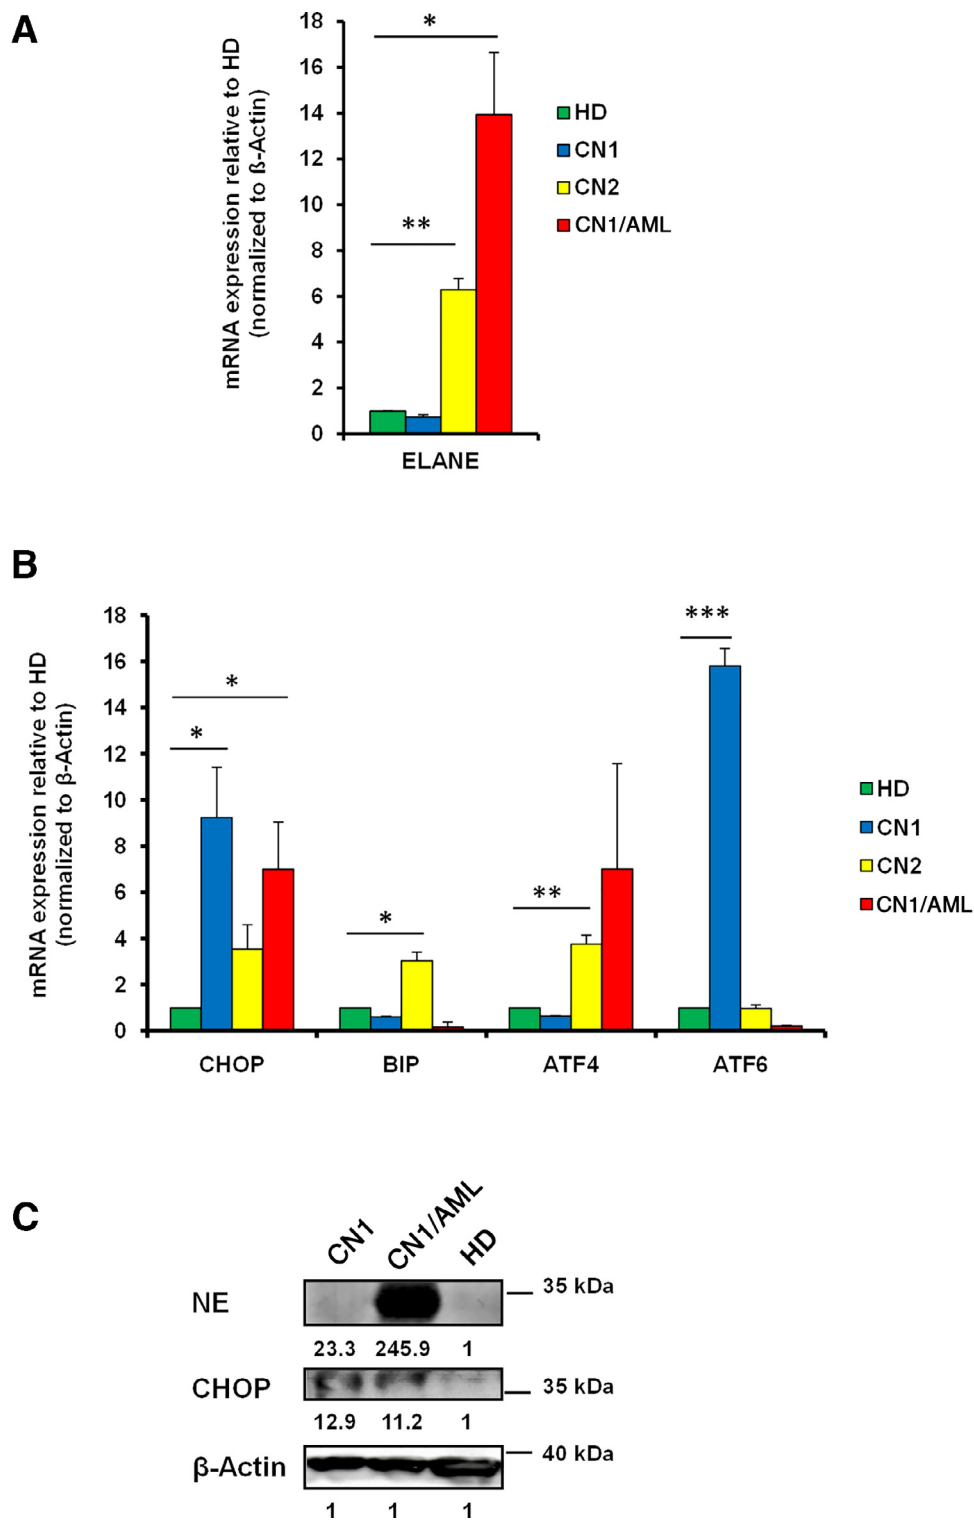 A
mRNA expression relative to HD
(normalized to ß-Actin)
18
16
14
12
10
8
6
4
2
0
*
**
HD
CN1
CN2
CN1/AML
ELANE
B
mRNA expression relative to HD
(normalized to β-Actin)
18
16
14
12
10
8
6
4
2
0
*
*
*
**
***
HD
CN1
CN2
CN1/AML
CHOP BIP ATF4 ATF6
C
CN1 CN1/AML HD
NE 35 kDa
23.3 245.9 1
CHOP 35 kDa
12.9 11.2 1
β-Actin 40 kDa
1 1 1